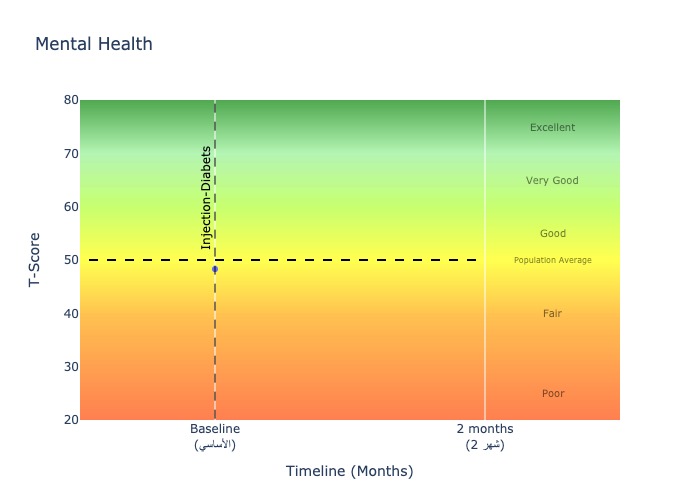 Mental Health
T-Score
80
70
60
50
40
30
20
Injection-Diabets
Excellent
Very Good
Good
Population Average
Fair
Poor
Baseline
(الأساسي)
2 months
(شهر 2)
Timeline (Months)